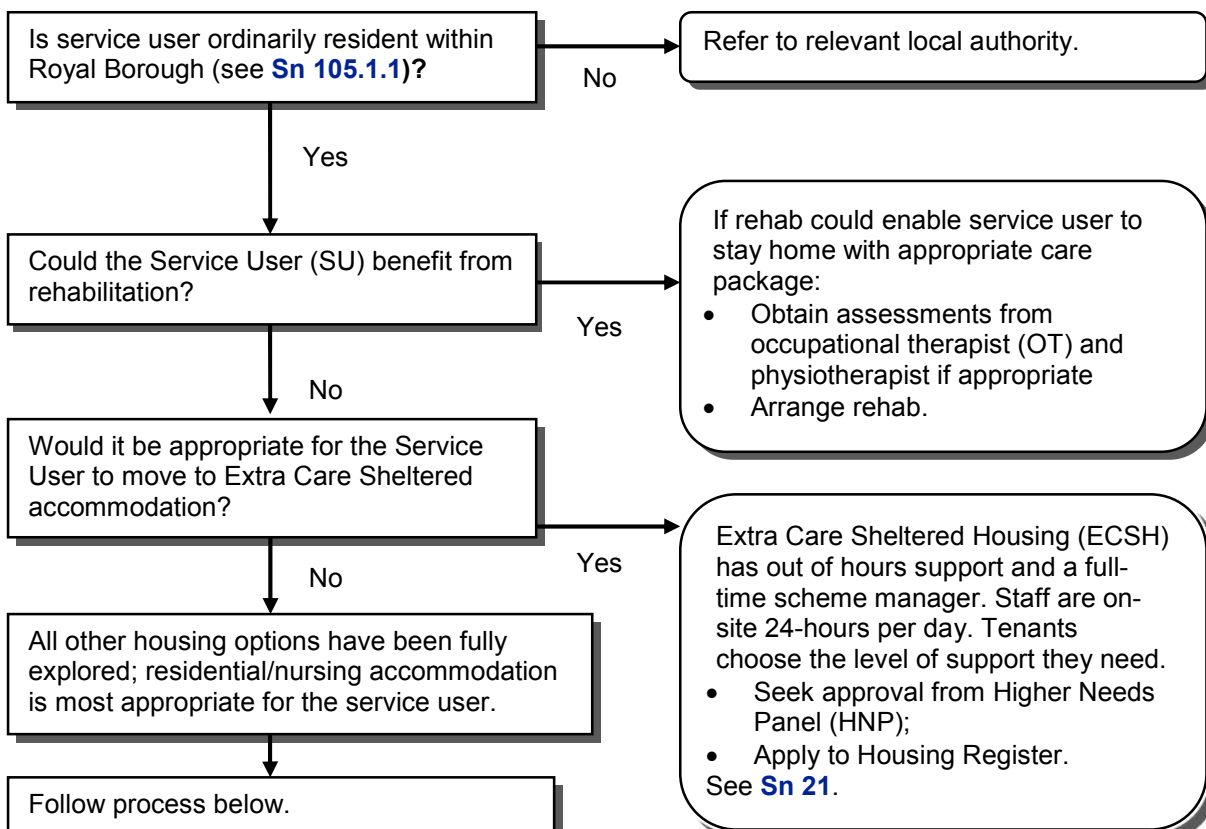 Is service user ordinarily resident within
Royal Borough (see Sn 105.1.1)?
No
Refer to relevant local authority.
Yes
Could the Service User (SU) benefit from
rehabilitation?
Yes
If rehab could enable service user to
stay home with appropriate care
package:
• Obtain assessments from
occupational therapist (OT) and
physiotherapist if appropriate
• Arrange rehab.
No
Would it be appropriate for the Service
User to move to Extra Care Sheltered
accommodation?
Yes
Extra Care Sheltered Housing (ECSH)
has out of hours support and a full-
time scheme manager. Staff are on-
site 24-hours per day. Tenants
choose the level of support they need.
• Seek approval from Higher Needs
Panel (HNP);
• Apply to Housing Register.
See Sn 21.
No
All other housing options have been fully
explored; residential/nursing accommodation
is most appropriate for the service user.
Follow process below.